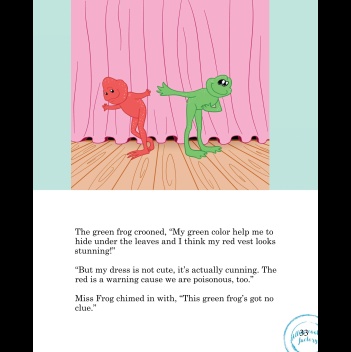 The green frog crooned, “My green color help me to
hide under the leaves and I think my red vest looks
stunning!”
“But my dress is not cute, it’s actually cunning. The
red is a warning cause we are poisonous, too.”
Miss Frog chimed in with, “This green frog’s got no
clue.”
33
factory